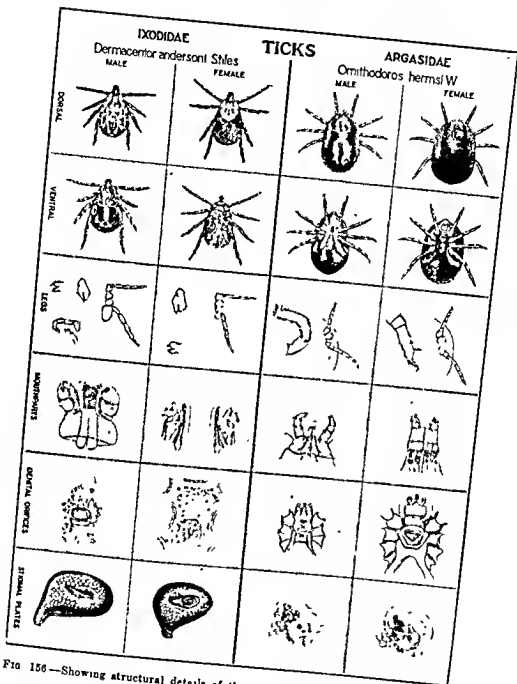 TICKS
IXODIDAE
Dermacentor andersoni Stiles
MALE FEMALE
ARGASIDAE
Ornithodoros hermsi W
MALE FEMALE
DORSAL
VENTRAL
LEGS
MOUTHPARTS
GENITAL ORIFICES
STIGMAL PLATES
FIG 156—Showing structural details of